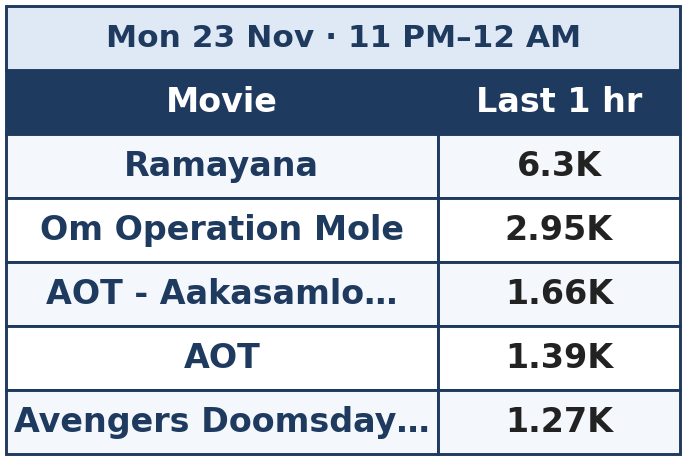 Mon 23 Nov · 11 PM–12 AM
Movie Last 1 hr
Ramayana 6.3K
Om Operation Mole 2.95K
AOT - Aakasamlo… 1.66K
AOT 1.39K
Avengers Doomsday… 1.27K